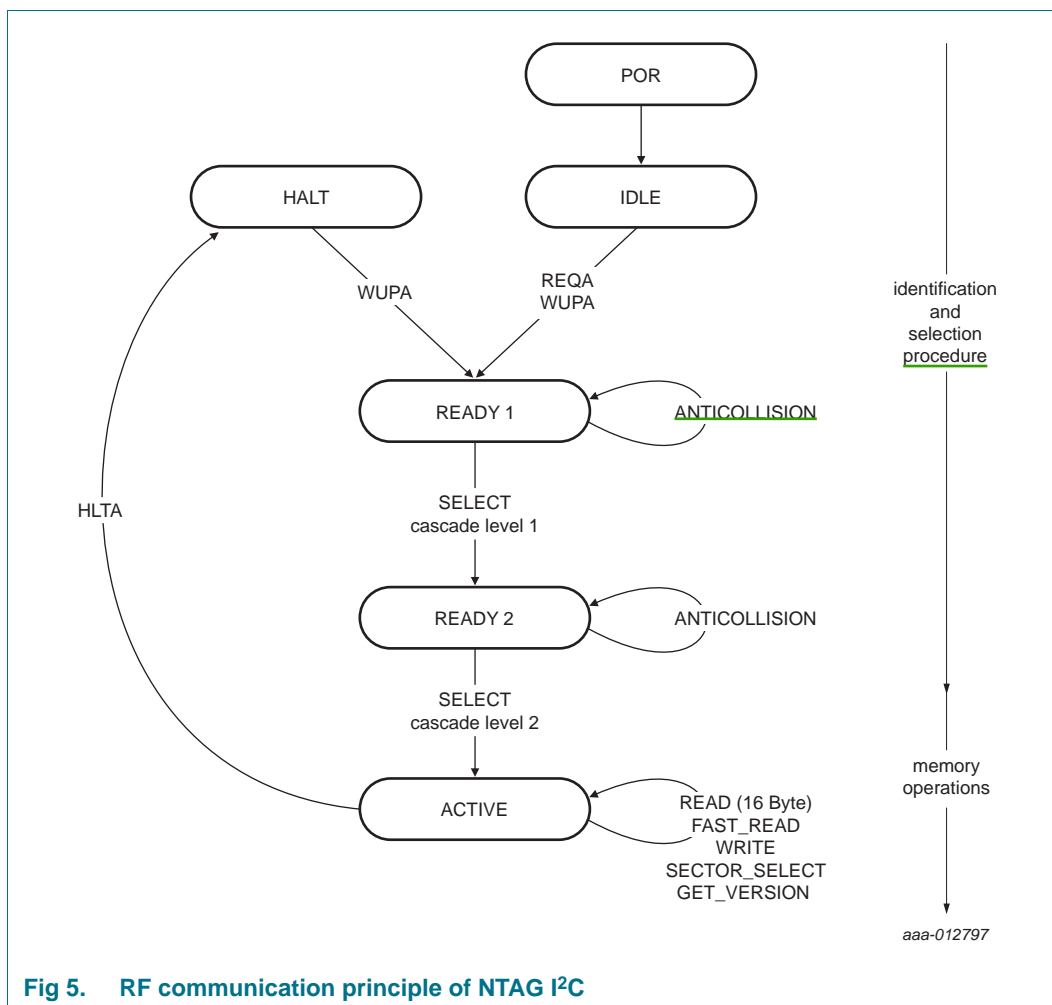 POR
HALT
IDLE
WUPA
REQA
WUPA
identification
and
selection
procedure
READY 1
ANTICOLLISION
SELECT
cascade level 1
HLTA
READY 2
ANTICOLLISION
SELECT
cascade level 2
memory
operations
ACTIVE
READ (16 Byte)
FAST_READ
WRITE
SECTOR_SELECT
GET_VERSION
aaa-012797
Fig 5. RF communication principle of NTAG I²C